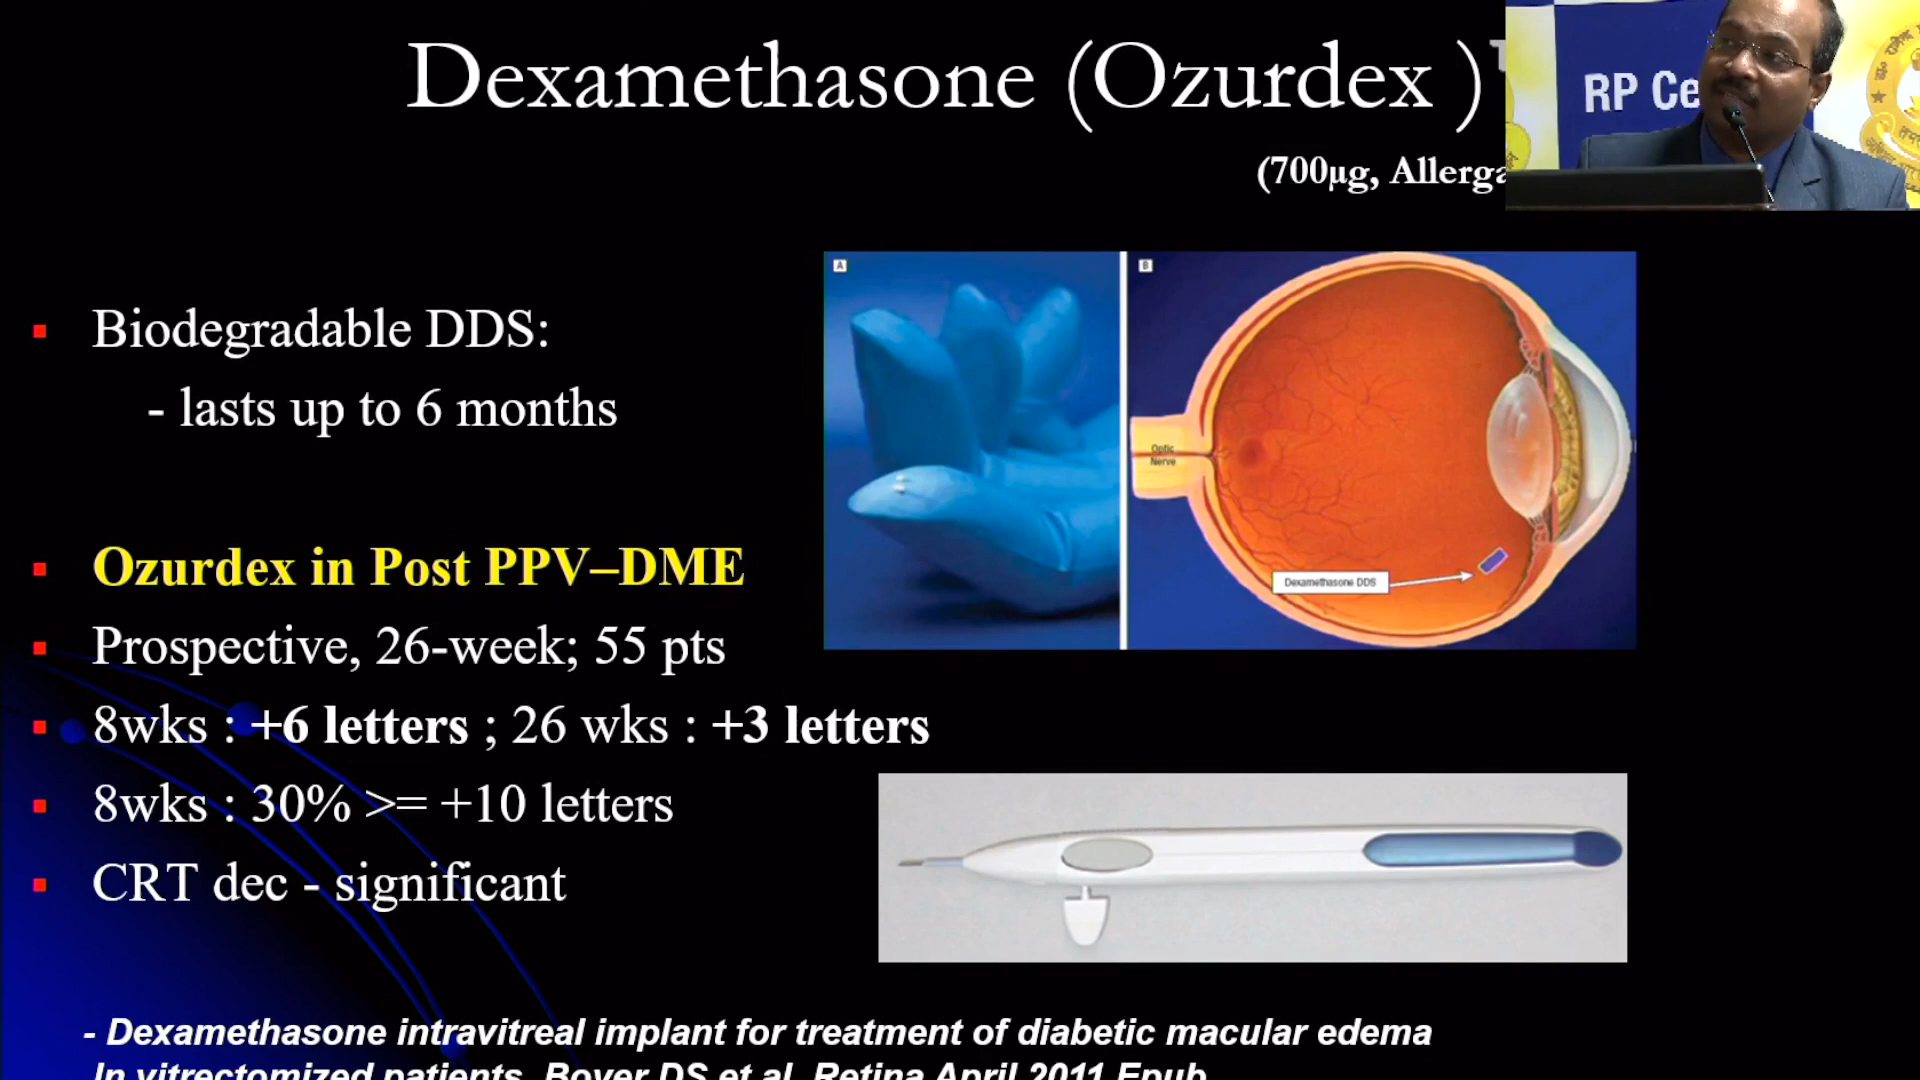 Dexamethasone (Ozurdex )
RP Ce
(700µg, Allerga
A
B
▪ Biodegradable DDS:
- lasts up to 6 months
Optic
Nerve
▪ Ozurdex in Post PPV–DME
Dexamethasone DDS
▪ Prospective, 26-week; 55 pts
▪ 8wks : +6 letters ; 26 wks : +3 letters
▪ 8wks : 30% >= +10 letters
▪ CRT dec - significant
- Dexamethasone intravitreal implant for treatment of diabetic macular edema
In vitrectomized patients. Boyer DS et al. Retina April 2011 Epub